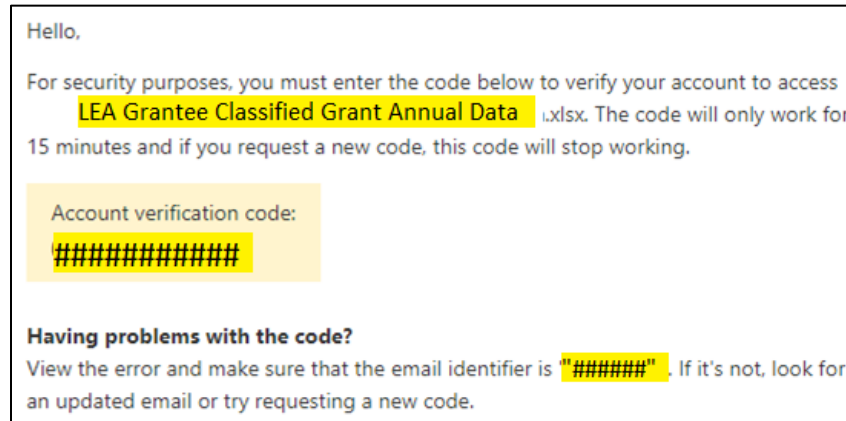 Hello,
For security purposes, you must enter the code below to verify your account to access
LEA Grantee Classified Grant Annual Data .xlsx. The code will only work for
15 minutes and if you request a new code, this code will stop working.
Account verification code:
###########
Having problems with the code?
View the error and make sure that the email identifier is "######" . If it's not, look for
an updated email or try requesting a new code.